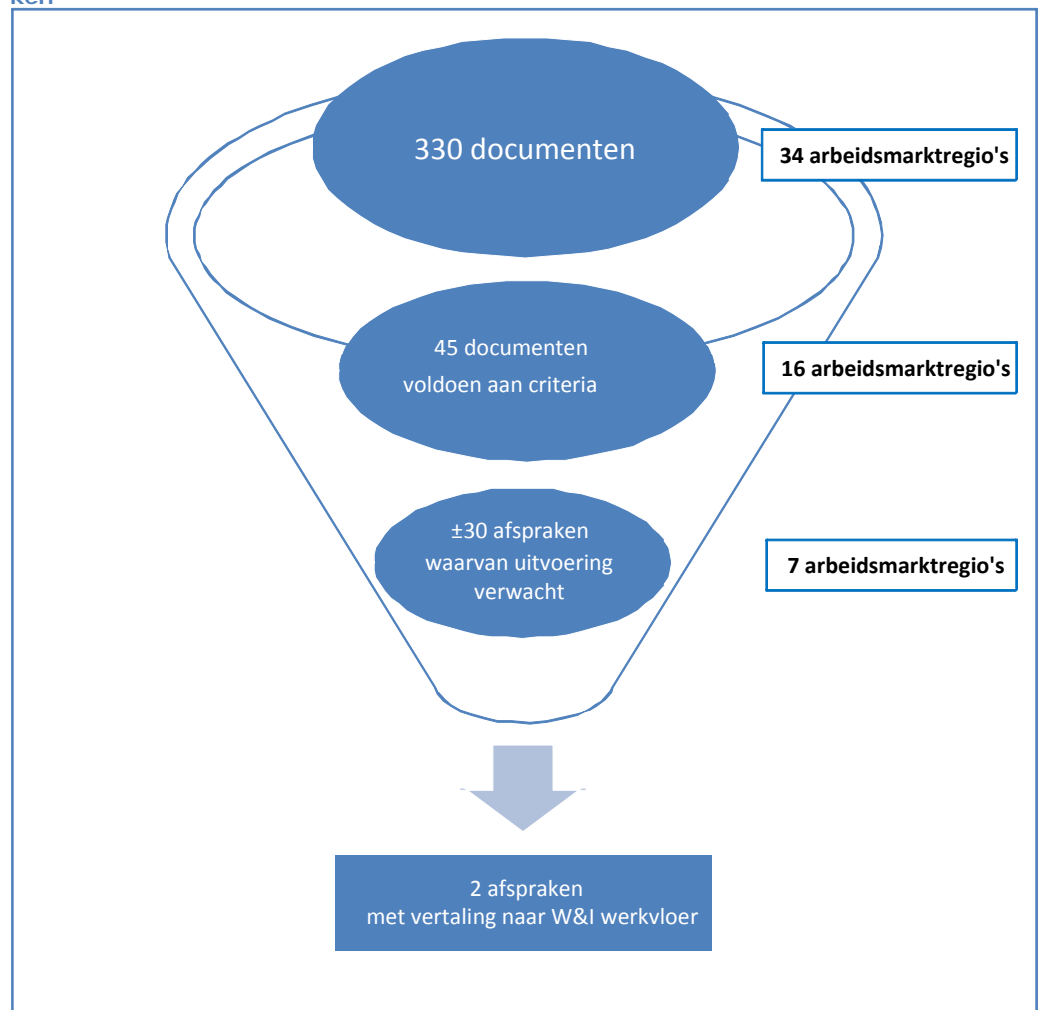 330 documenten
34 arbeidsmarktregio's
45 documenten
voldoen aan criteria
16 arbeidsmarktregio's
±30 afspraken
waarvan uitvoering
verwacht
7 arbeidsmarktregio's
2 afspraken
met vertaling naar W&I werkvloer